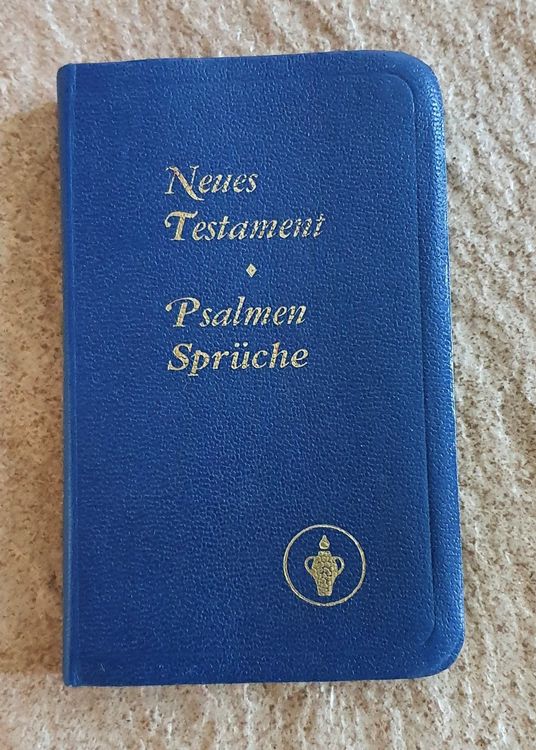 Neues
Testament
Psalmen
Sprüche